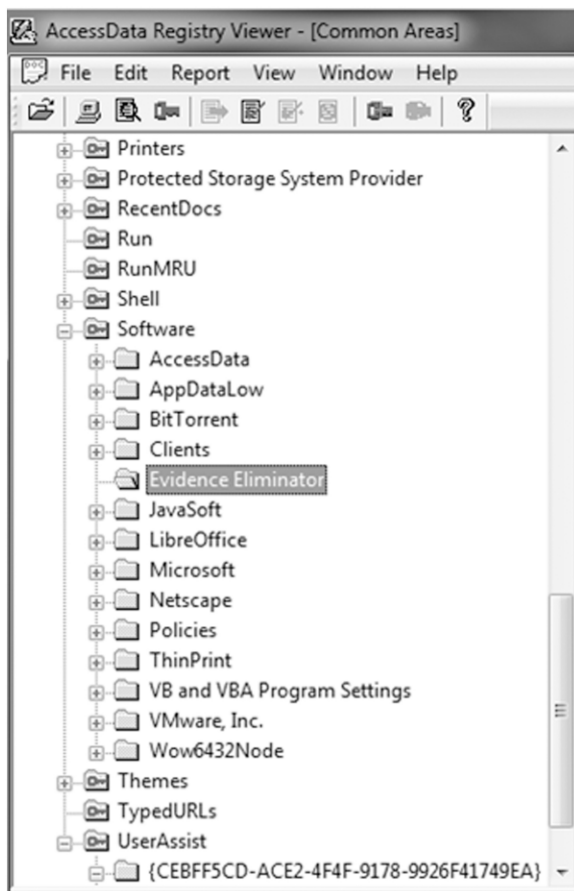 AccessData Registry Viewer - [Common Areas]
File Edit Report View Window Help
Printers
Protected Storage System Provider
RecentDocs
Run
RunMRU
Shell
Software
AccessData
AppDataLow
BitTorrent
Clients
Evidence Eliminator
JavaSoft
LibreOffice
Microsoft
Netscape
Policies
ThinPrint
VB and VBA Program Settings
VMware, Inc.
Wow6432Node
Themes
TypedURLs
UserAssist
{CEBFF5CD-ACE2-4F4F-9178-9926F41749EA}